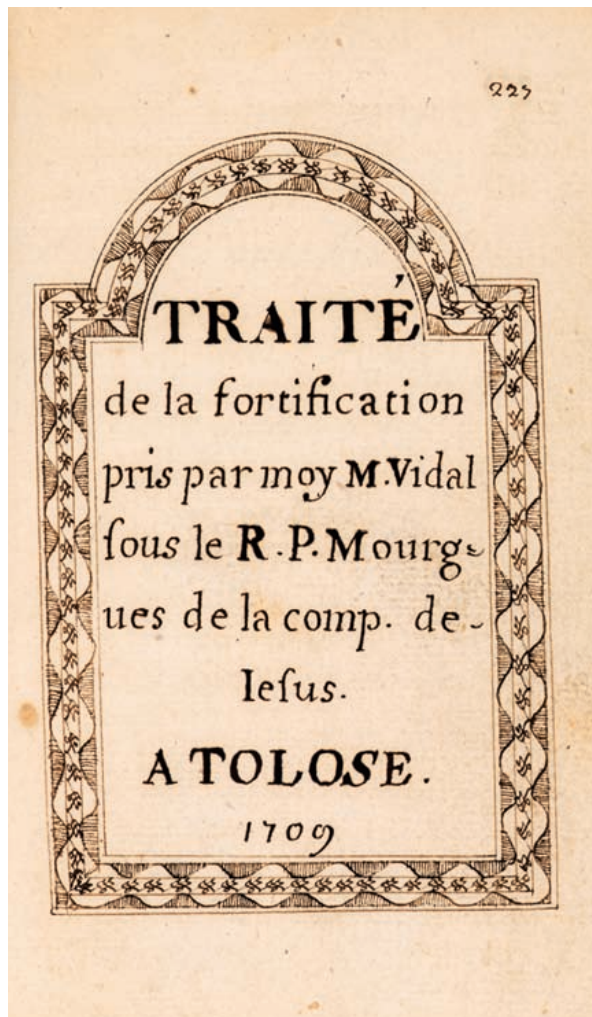 225
TRAITÉ
de la fortification
pris par moy M. Vidal
ſous le R. P. Mourg-
ues de la comp. de-
Ieſus.
A TOLOSE.
1709